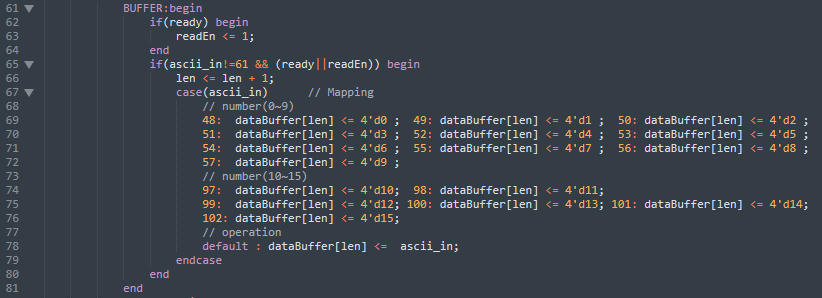 61 BUFFER:begin
62 if(ready) begin
63 readEn <= 1;
64 end
65 if(ascii_in!=61 && (ready||readEn)) begin
66 len <= len + 1;
67 case(ascii_in) // Mapping
68 // number(0~9)
69 48: dataBuffer[len] <= 4'd0 ; 49: dataBuffer[len] <= 4'd1 ; 50: dataBuffer[len] <= 4'd2 ;
70 51: dataBuffer[len] <= 4'd3 ; 52: dataBuffer[len] <= 4'd4 ; 53: dataBuffer[len] <= 4'd5 ;
71 54: dataBuffer[len] <= 4'd6 ; 55: dataBuffer[len] <= 4'd7 ; 56: dataBuffer[len] <= 4'd8 ;
72 57: dataBuffer[len] <= 4'd9 ;
73 // number(10~15)
74 97: dataBuffer[len] <= 4'd10; 98: dataBuffer[len] <= 4'd11;
75 99: dataBuffer[len] <= 4'd12; 100: dataBuffer[len] <= 4'd13; 101: dataBuffer[len] <= 4'd14;
76 102: dataBuffer[len] <= 4'd15;
77 // operation
78 default : dataBuffer[len] <= ascii_in;
79 endcase
80 end
81 end